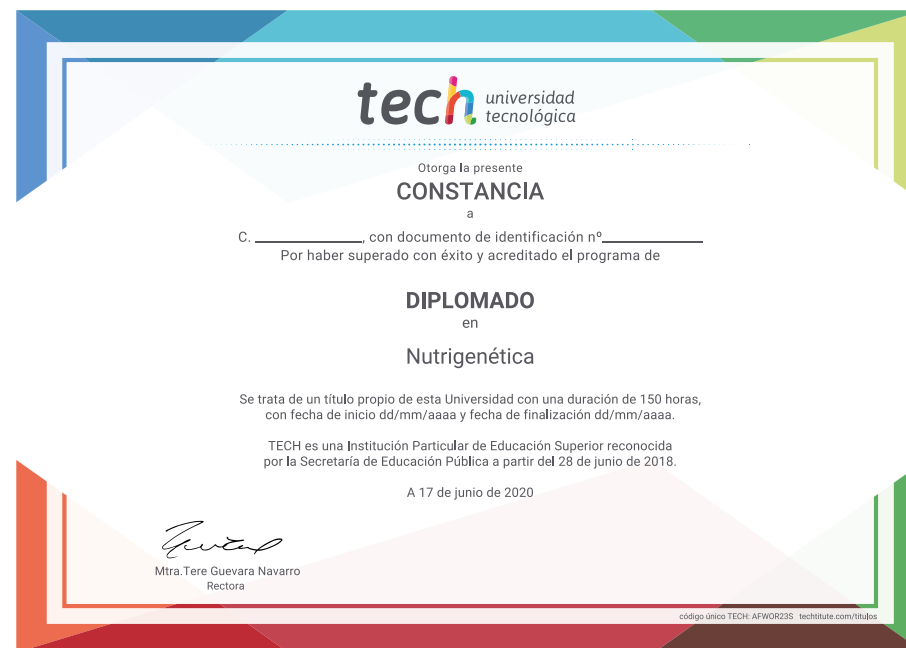 tech universidad
tecnológica
Otorga la presente
CONSTANCIA
a
C. ________________, con documento de identificación nº_______________
Por haber superado con éxito y acreditado el programa de
DIPLOMADO
en
Nutrigenética
Se trata de un título propio de esta Universidad con una duración de 150 horas,
con fecha de inicio dd/mm/aaaa y fecha de finalización dd/mm/aaaa.
TECH es una Institución Particular de Educación Superior reconocida
por la Secretaría de Educación Pública a partir del 28 de junio de 2018.
A 17 de junio de 2020
Mtra.Tere Guevara Navarro
Rectora
código único TECH: AFWOR23S techtitute.com/titulos